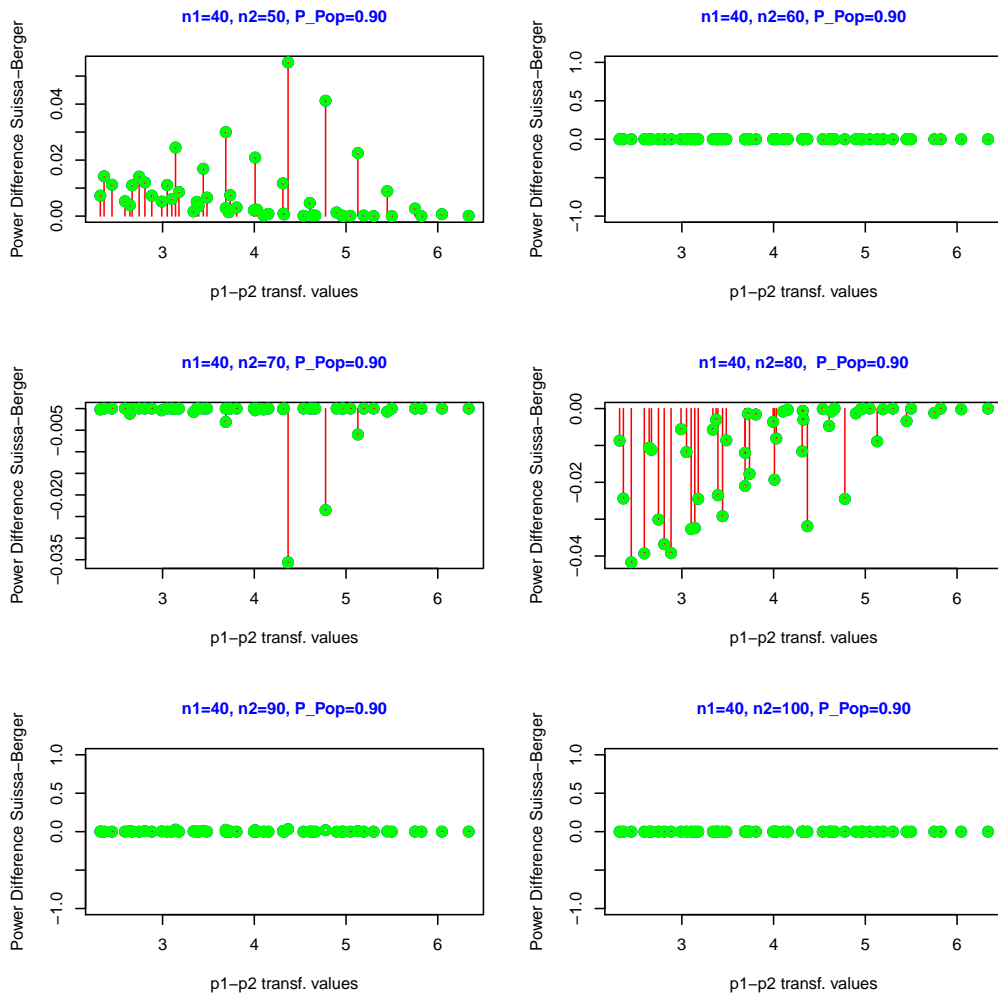 n1=40, n2=50, P_Pop=0.90
Power Difference Suissa−Berger
0.04
0.02
0.00
3 4 5 6
p1−p2 transf. values
n1=40, n2=60, P_Pop=0.90
Power Difference Suissa−Berger
1.0
0.5
0.0
−1.0
3 4 5 6
p1−p2 transf. values
n1=40, n2=70, P_Pop=0.90
Power Difference Suissa−Berger
−0.005
−0.020
−0.035
3 4 5 6
p1−p2 transf. values
n1=40, n2=80, P_Pop=0.90
Power Difference Suissa−Berger
0.00
−0.02
−0.04
3 4 5 6
p1−p2 transf. values
n1=40, n2=90, P_Pop=0.90
Power Difference Suissa−Berger
1.0
0.5
0.0
−1.0
3 4 5 6
p1−p2 transf. values
n1=40, n2=100, P_Pop=0.90
Power Difference Suissa−Berger
1.0
0.5
0.0
−1.0
3 4 5 6
p1−p2 transf. values